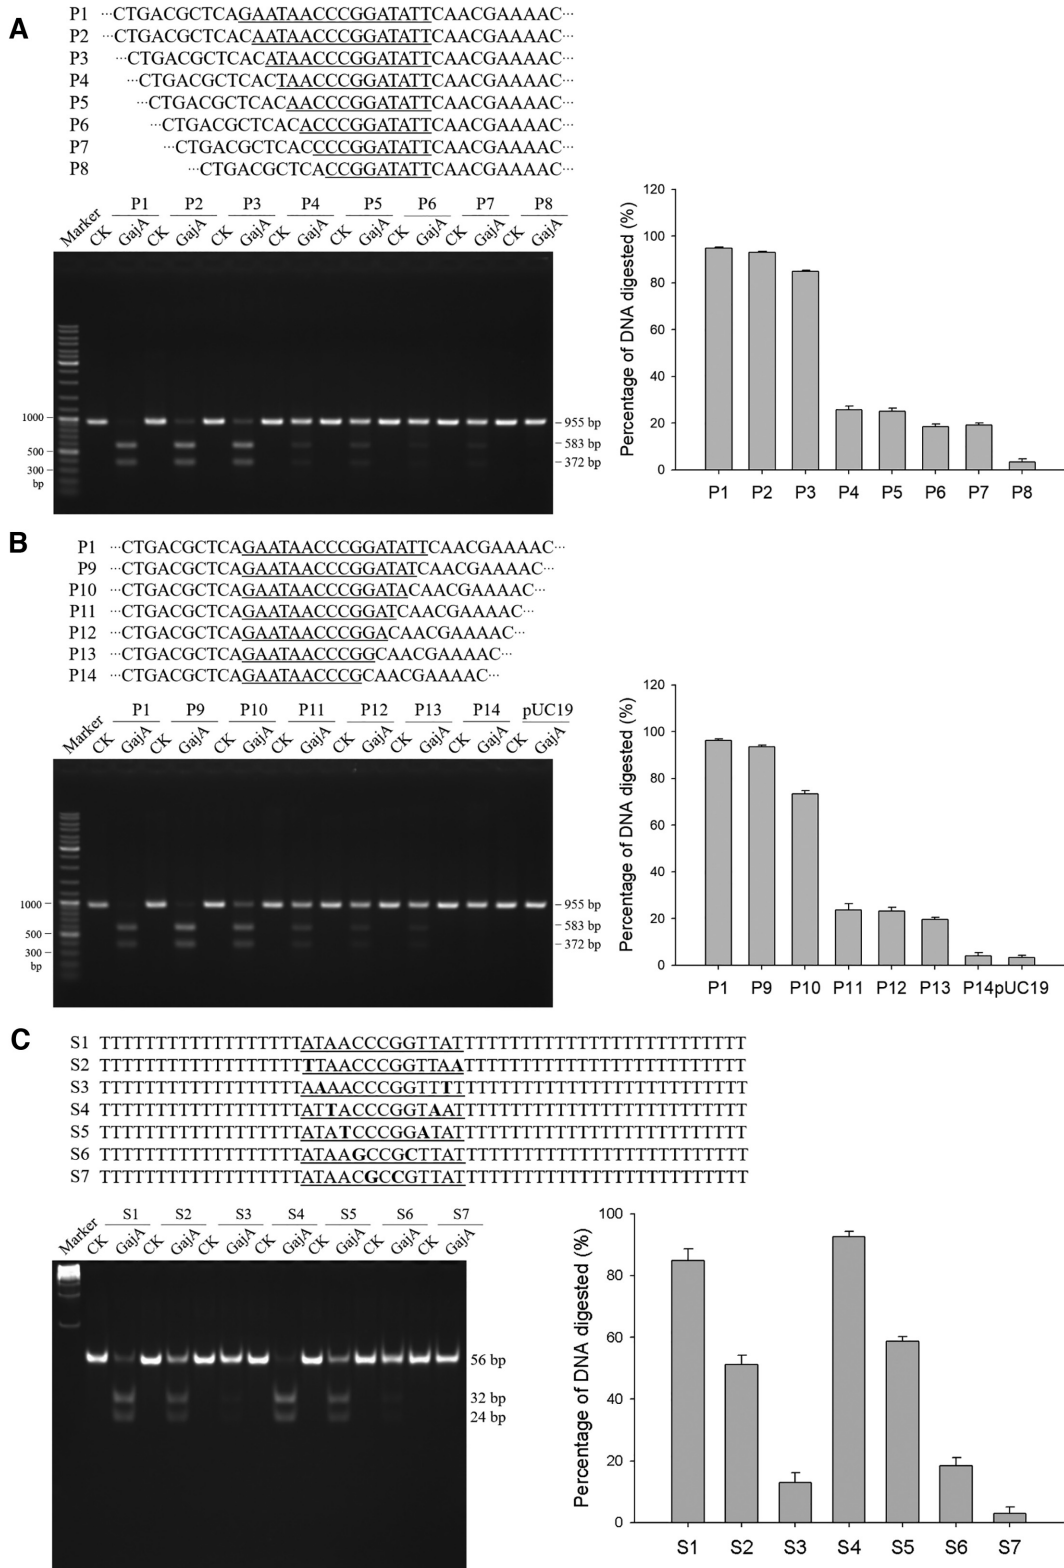 A
P1 ···CTGACGCTCAGAATAACCCGGATATTCAACGAAAAC···
P2 ···CTGACGCTCACAATAACCCGGATATTCAACGAAAAC···
P3 ···CTGACGCTCACATAACCCGGATATTCAACGAAAAC···
P4 ···CTGACGCTCACTAACCCGGATATTCAACGAAAAC···
P5 ···CTGACGCTCACAACCCGGATATTCAACGAAAAC···
P6 ···CTGACGCTCACACCCGGATATTCAACGAAAAC···
P7 ···CTGACGCTCACCCCGGATATTCAACGAAAAC···
P8 ···CTGACGCTCACCGGATATTCAACGAAAAC···
P1 P2 P3 P4 P5 P6 P7 P8
Marker CK GajA CK GajA CK GajA CK GajA CK GajA CK GajA CK GajA CK GajA
1000
500
300
bp
955 bp
583 bp
372 bp
Percentage of DNA digested (%)
120
100
80
60
40
20
0
P1 P2 P3 P4 P5 P6 P7 P8
B
P1 ···CTGACGCTCAGAATAACCCGGATATTCAACGAAAAC···
P9 ···CTGACGCTCAGAATAACCCGGATATCAACGAAAAC···
P10 ···CTGACGCTCAGAATAACCCGGATACAACGAAAAC···
P11 ···CTGACGCTCAGAATAACCCGGATCAACGAAAAC···
P12 ···CTGACGCTCAGAATAACCCGGACAACGAAAAC···
P13 ···CTGACGCTCAGAATAACCCGGCAACGAAAAC···
P14 ···CTGACGCTCAGAATAACCCGCAACGAAAAC···
P1 P9 P10 P11 P12 P13 P14 pUC19
Marker CK GajA CK GajA CK GajA CK GajA CK GajA CK GajA CK GajA CK GajA
1000
500
300
bp
955 bp
583 bp
372 bp
Percentage of DNA digested (%)
120
100
80
60
40
20
0
P1 P9 P10 P11 P12 P13 P14 pUC19
C
S1 TTTTTTTTTTTTTTTTTTATAACCCGGTTATTTTTTTTTTTTTTTTTTTTTTTTTT
S2 TTTTTTTTTTTTTTTTTTTTAACCCGGTTAATTTTTTTTTTTTTTTTTTTTTTTTT
S3 TTTTTTTTTTTTTTTTTTAAAACCCGGTTTTTTTTTTTTTTTTTTTTTTTTTTTTT
S4 TTTTTTTTTTTTTTTTTTATTACCCGGTAATTTTTTTTTTTTTTTTTTTTTTTTTT
S5 TTTTTTTTTTTTTTTTTTATATCCCGGATATTTTTTTTTTTTTTTTTTTTTTTTTT
S6 TTTTTTTTTTTTTTTTTTATAAGCCGCTTATTTTTTTTTTTTTTTTTTTTTTTTTT
S7 TTTTTTTTTTTTTTTTTTATAACGCCGTTATTTTTTTTTTTTTTTTTTTTTTTTTT
S1 S2 S3 S4 S5 S6 S7
Marker CK GajA CK GajA CK GajA CK GajA CK GajA CK GajA CK GajA
56 bp
32 bp
24 bp
Percentage of DNA digested (%)
100
80
60
40
20
0
S1 S2 S3 S4 S5 S6 S7